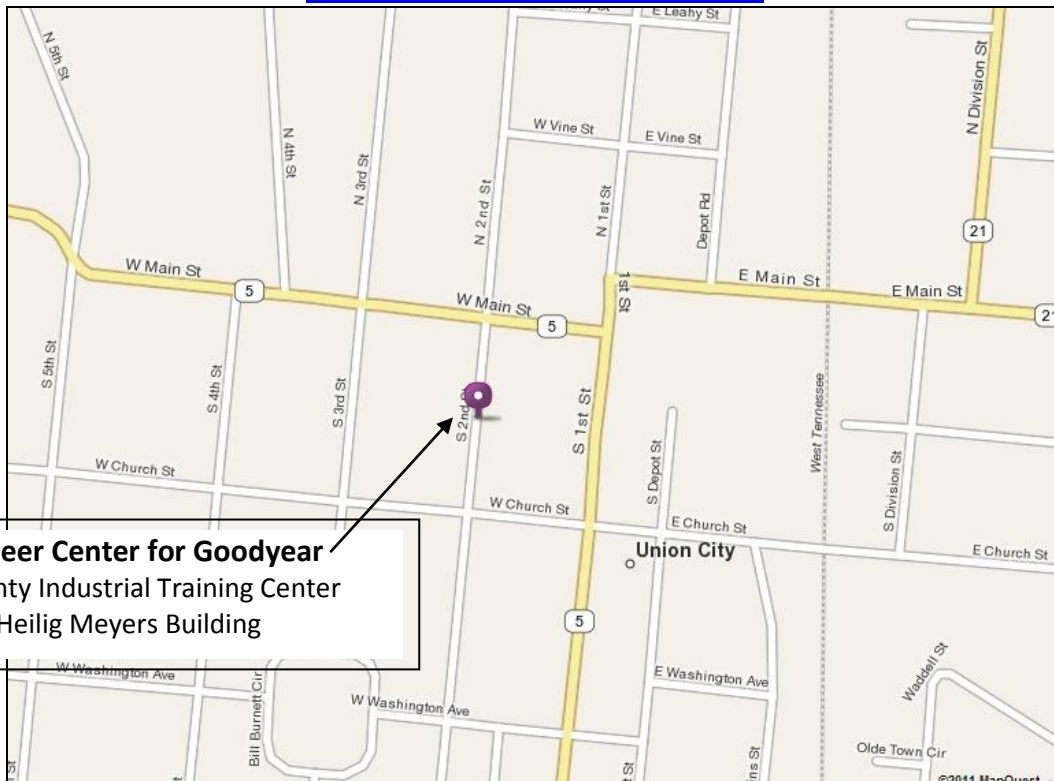 E Leahy St
N 5th St
N 4th St
N 3rd St
N 2nd St
W Vine St
E Vine St
N 1st St
Depot Rd
N Division St
21
W Main St
5
W Main St
5
1st St
E Main St
E Main St
21
S 5th St
S 4th St
S 3rd St
S 2nd St
S 1st St
S Depot St
West Tennessee
S Division St
W Church St
W Church St
E Church St
E Church St
Union City
Center for Goodyear
Industrial Training Center
Heilig Meyers Building
5
W Washington Ave
Bill Burnett Cir
W Washington Ave
E Washington Ave
Waddell St
Olde Town Cir
St
St
©2011 MapQuest